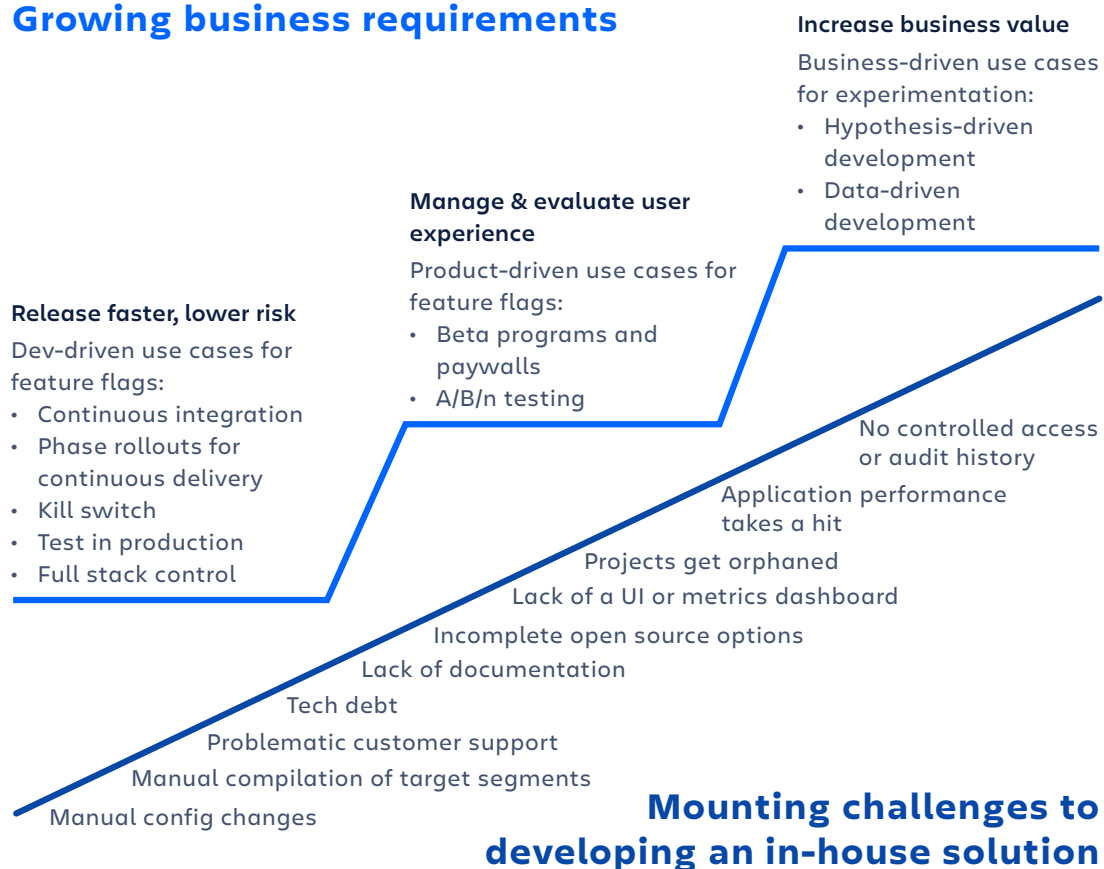 Growing business requirements
Increase business value
Business-driven use cases
for experimentation:
• Hypothesis-driven
development
• Data-driven
development
Manage & evaluate user
experience
Product-driven use cases for
feature flags:
• Beta programs and
paywalls
• A/B/n testing
Release faster, lower risk
Dev-driven use cases for
feature flags:
• Continuous integration
• Phase rollouts for
continuous delivery
• Kill switch
• Test in production
• Full stack control
No controlled access
or audit history
Application performance
takes a hit
Projects get orphaned
Lack of a UI or metrics dashboard
Incomplete open source options
Lack of documentation
Tech debt
Problematic customer support
Manual compilation of target segments
Manual config changes
Mounting challenges to
developing an in-house solution